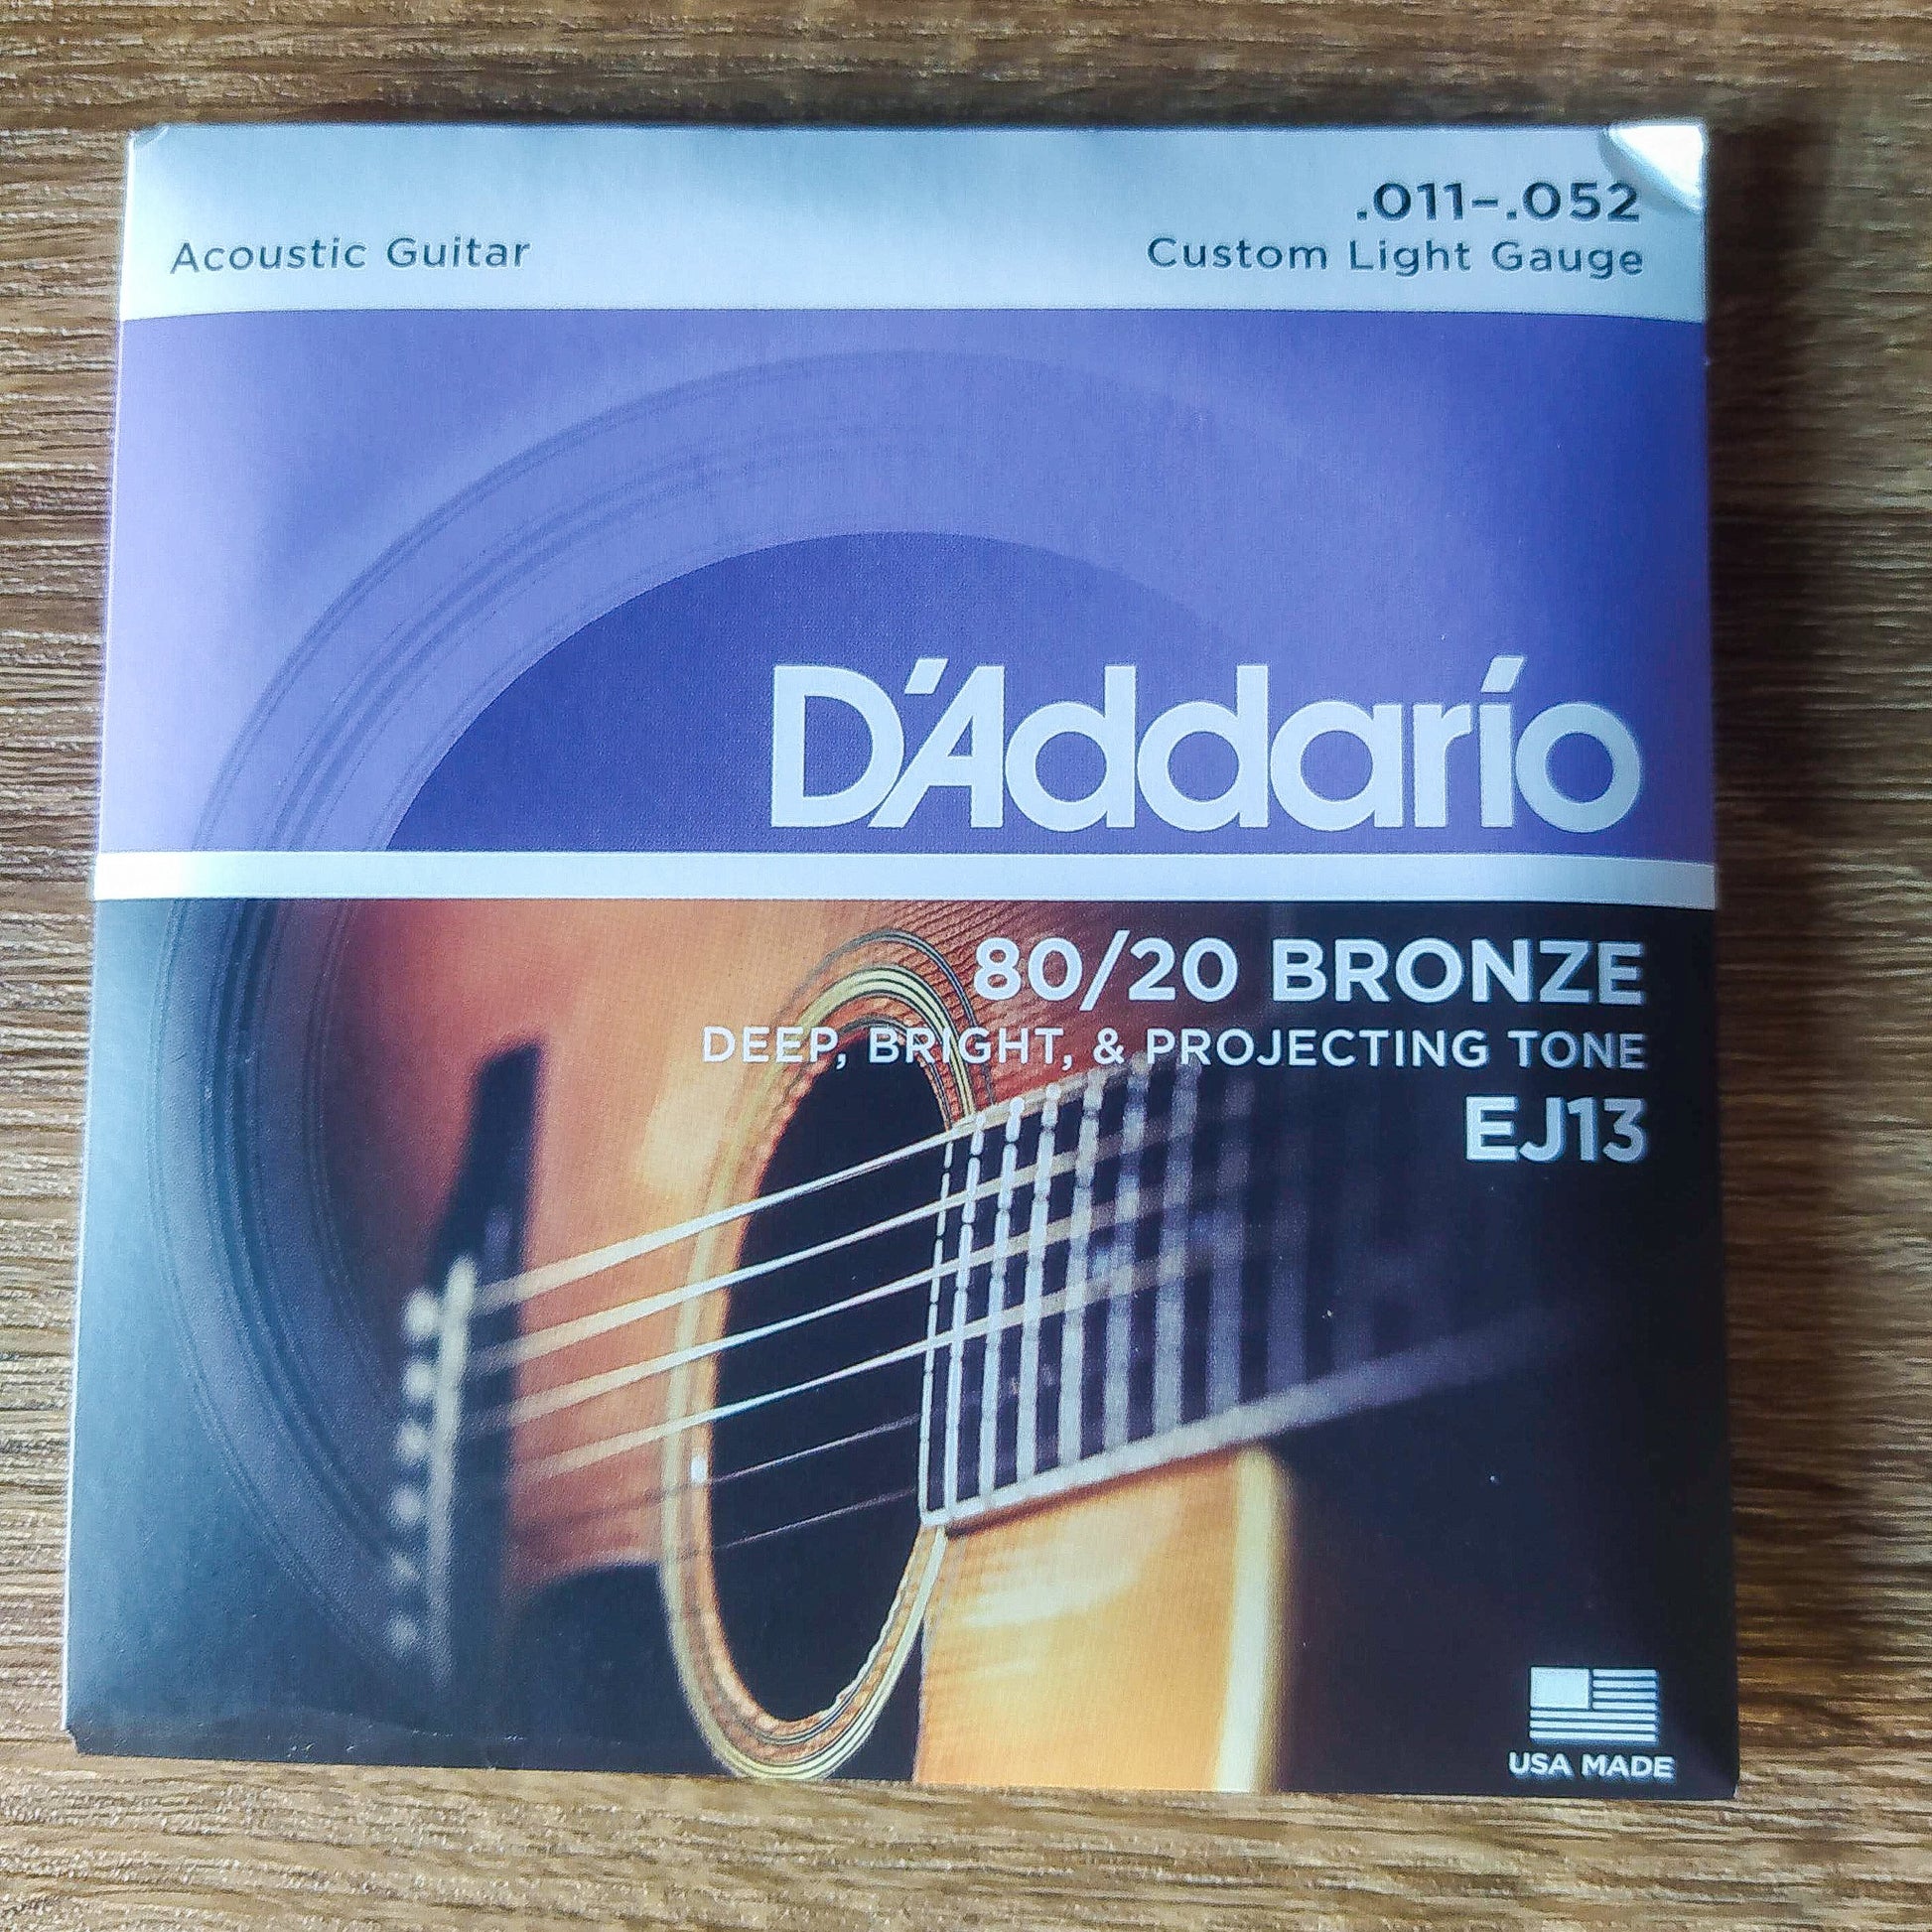 .011–.052
Acoustic Guitar Custom Light Gauge
D'Addario
80/20 BRONZE
DEEP, BRIGHT, & PROJECTING TONE
EJ13
USA MADE